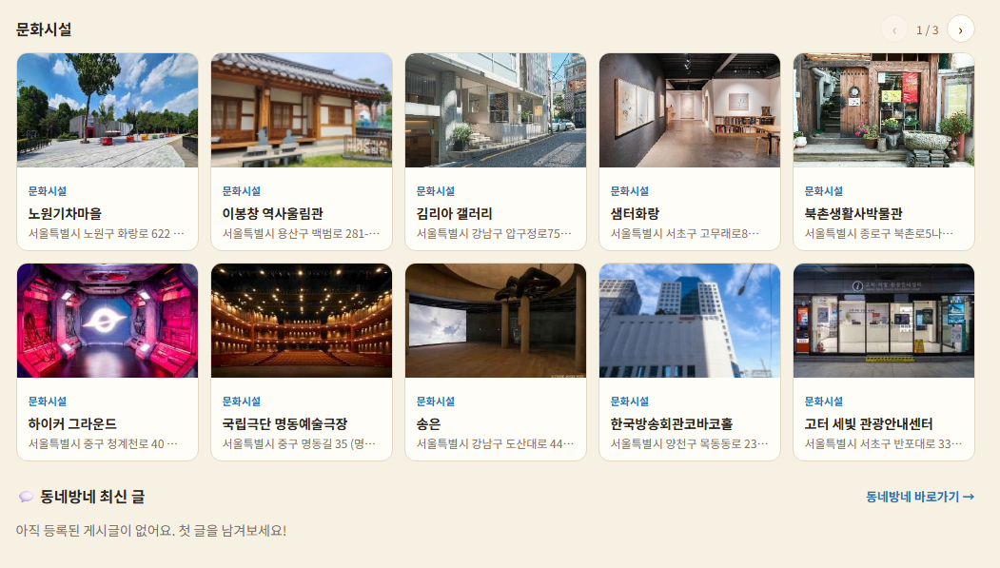 문화시설
‹ 1 / 3 ›
문화시설
노원기차마을
서울특별시 노원구 화랑로 622 …
문화시설
이봉창 역사울림관
서울특별시 용산구 백범로 281-…
문화시설
김리아 갤러리
서울특별시 강남구 압구정로75…
문화시설
샘터화랑
서울특별시 서초구 고무래로8…
문화시설
북촌생활사박물관
서울특별시 종로구 북촌로5나…
문화시설
하이커 그라운드
서울특별시 중구 청계천로 40 …
문화시설
국립극단 명동예술극장
서울특별시 중구 명동길 35 (명…
문화시설
송은
서울특별시 강남구 도산대로 44…
문화시설
한국방송회관코바코홀
서울특별시 양천구 목동동로 23…
문화시설
고터 세빛 관광안내센터
서울특별시 서초구 반포대로 33…
동네방네 최신 글
동네방네 바로가기 →
아직 등록된 게시글이 없어요. 첫 글을 남겨보세요!